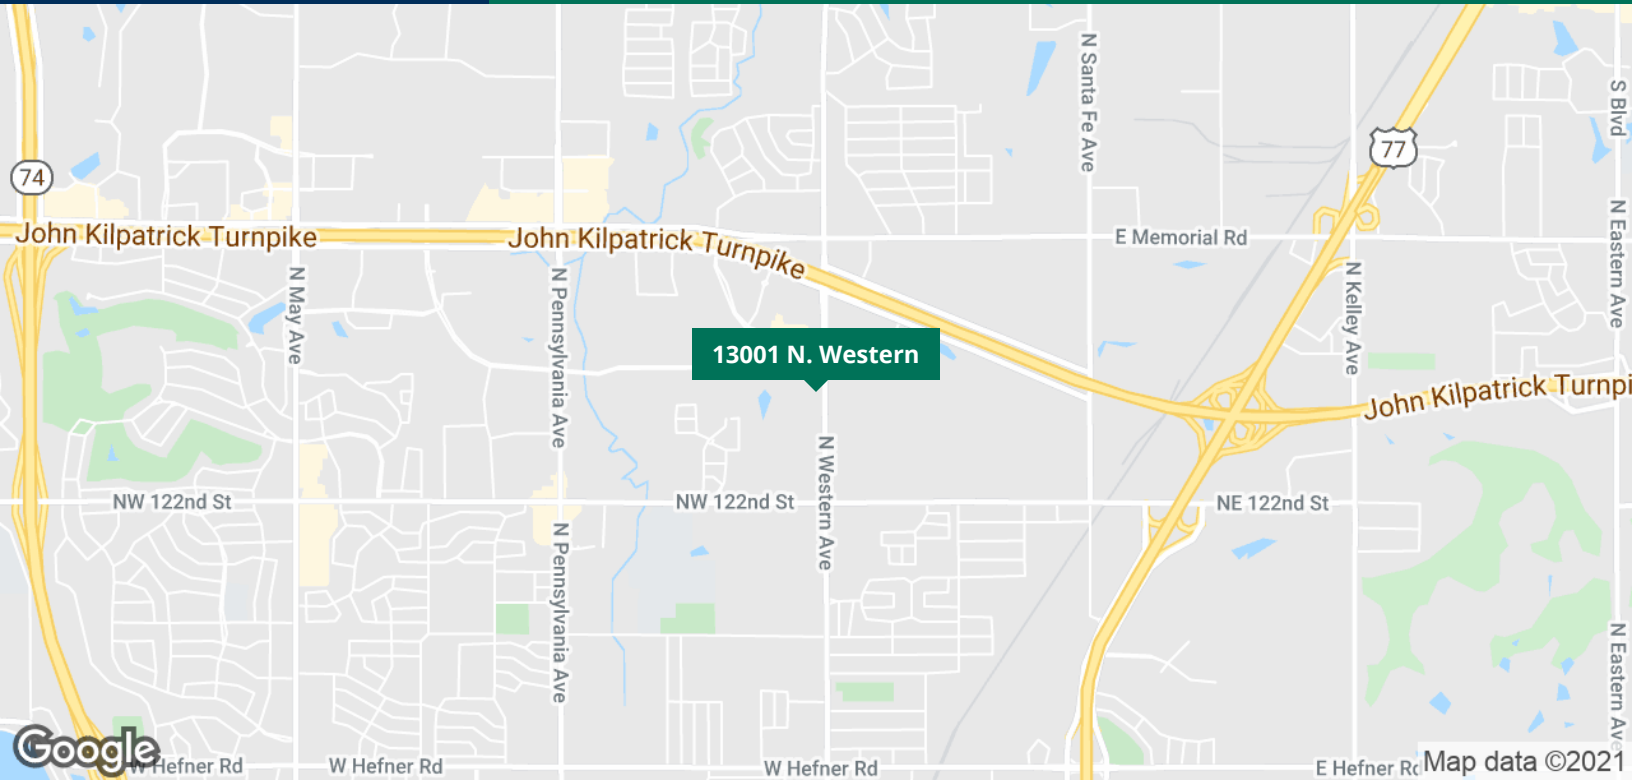 N Santa Fe Ave
S Blvd
77
74
N Eastern Ave
John Kilpatrick Turnpike
John Kilpatrick Turnpike
E Memorial Rd
N May Ave
N Pennsylvania Ave
N Kelley Ave
13001 N. Western
John Kilpatrick Turnpi
N Western Ave
NW 122nd St
NW 122nd St
NE 122nd St
N Pennsylvania Ave
N Eastern Ave
Google
W Hefner Rd
W Hefner Rd
W Hefner Rd
E Hefner Rd
Map data ©2021